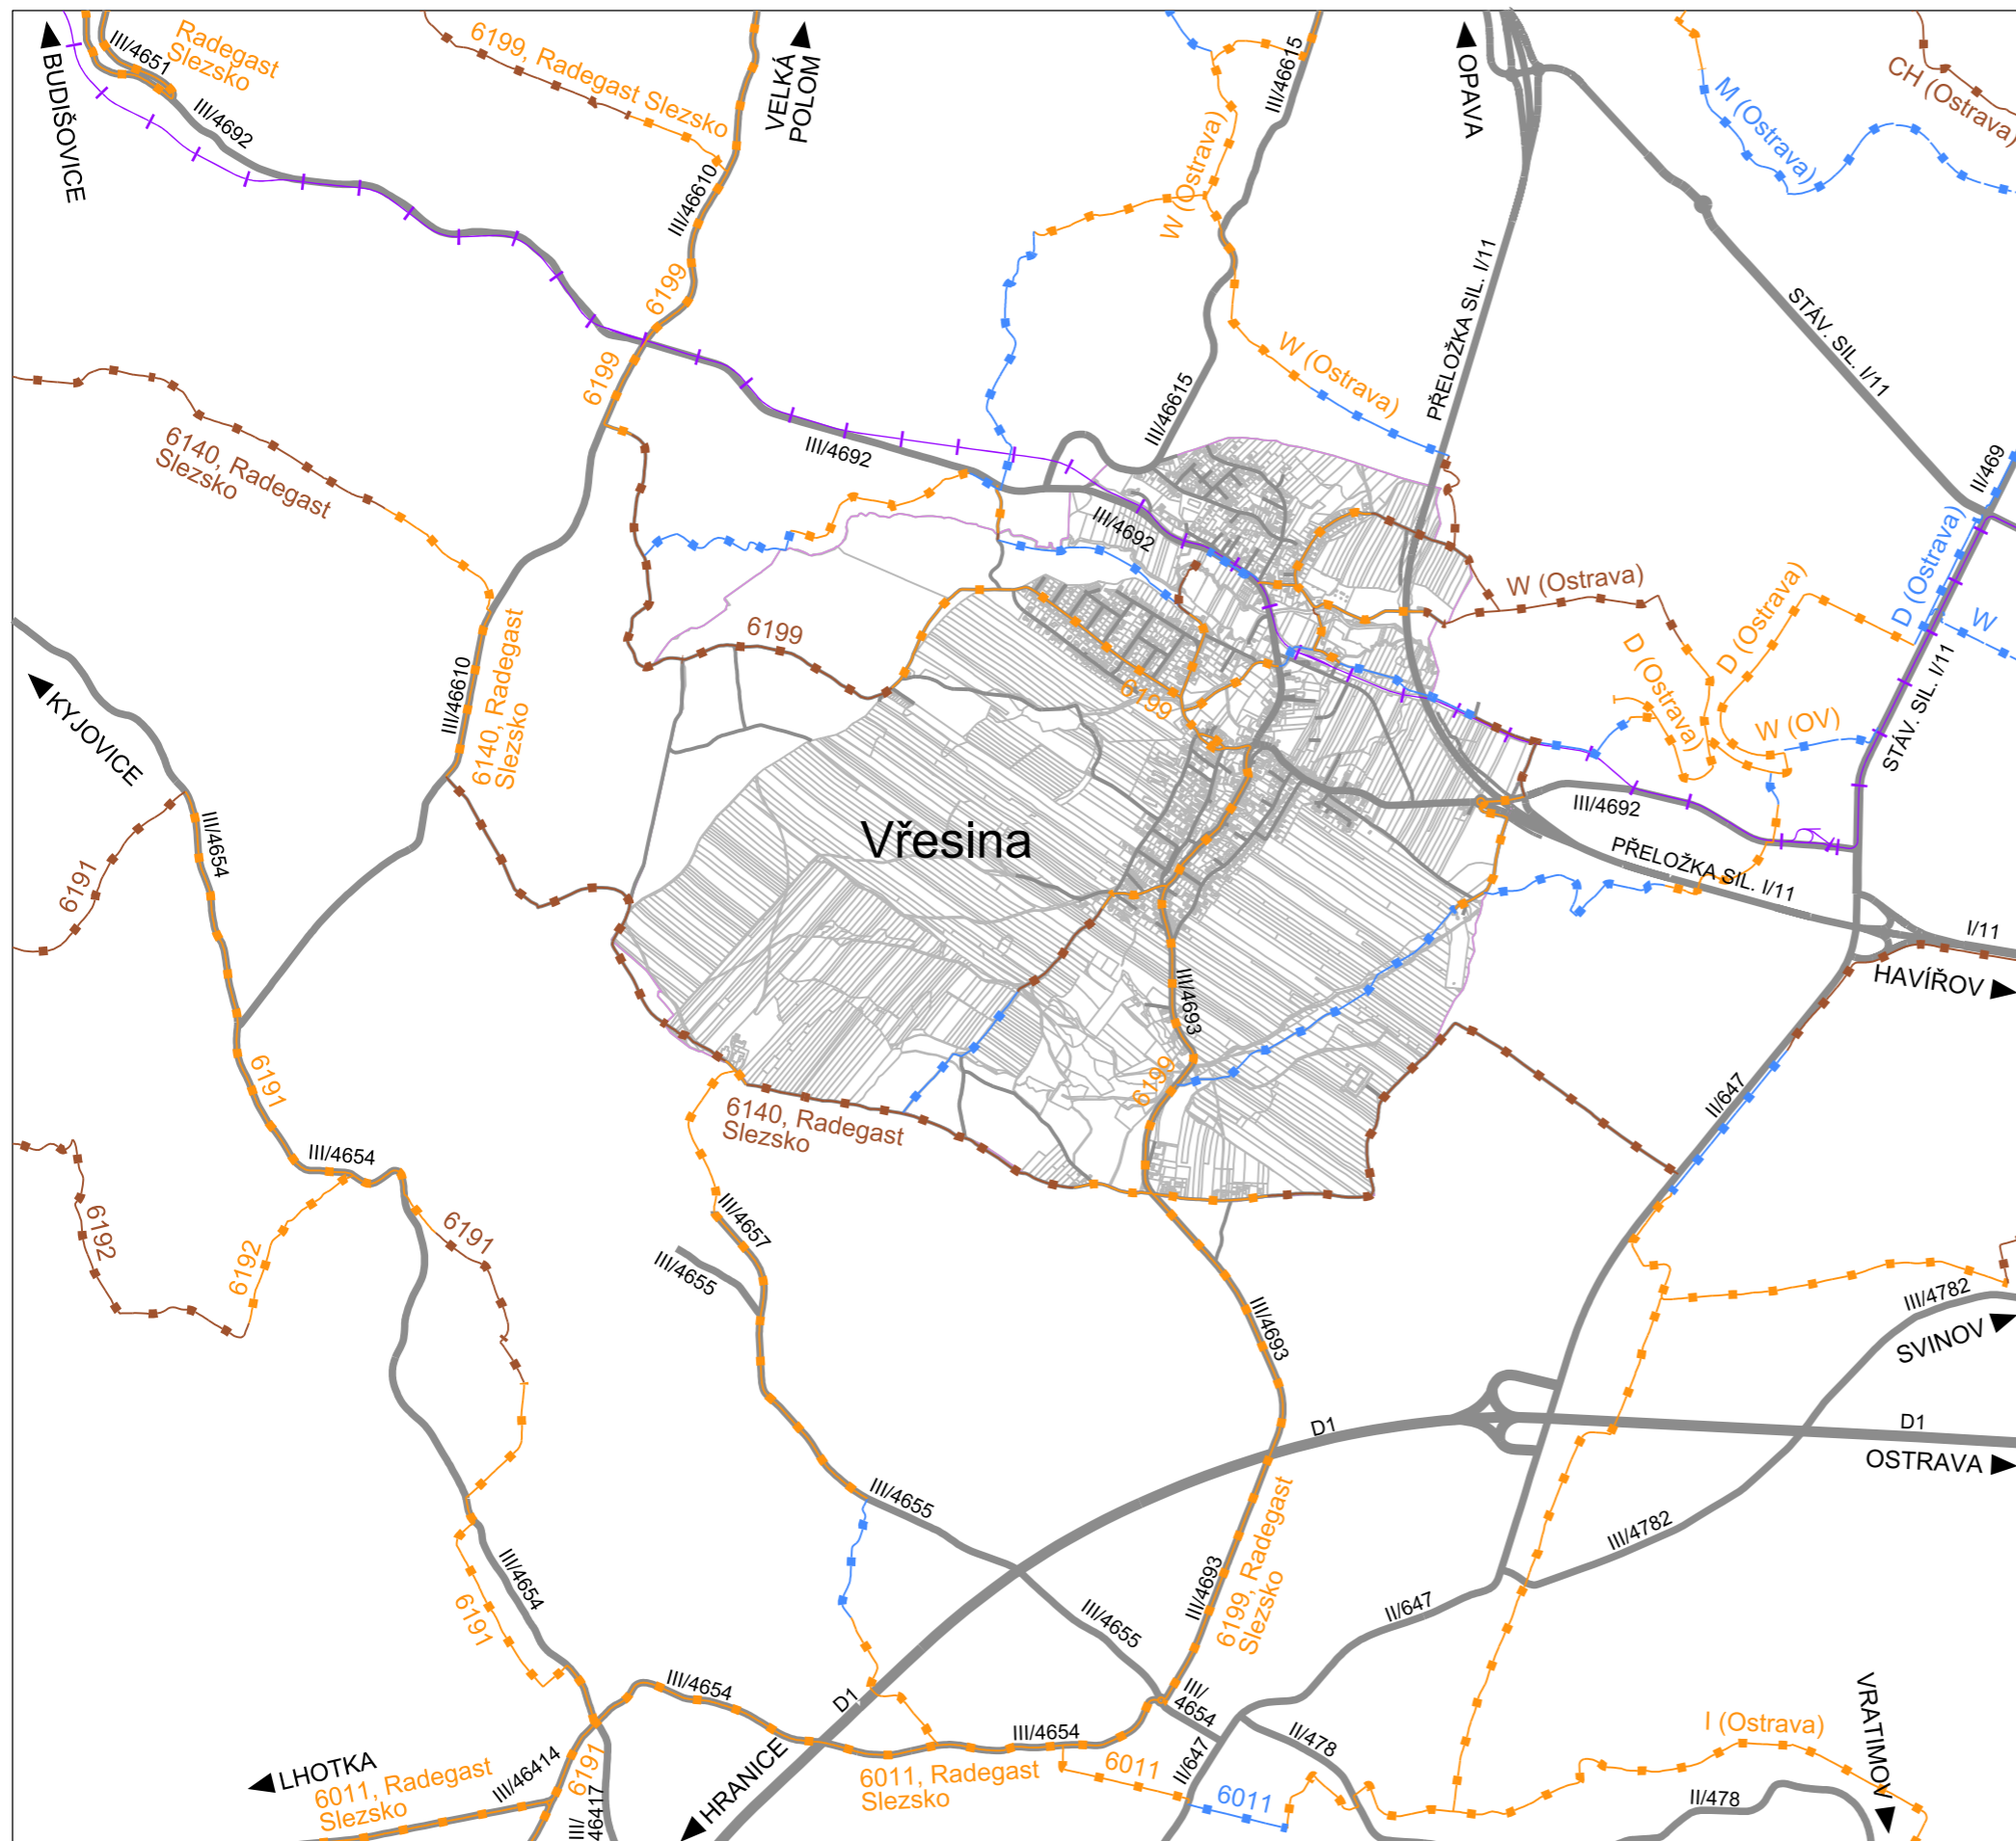 BUDIŠOVICE
III/4651
Radegast
Slezsko
III/4692
6199, Radegast Slezsko
VELKÁ
POLOM
III/46610
6199
6199
III/46615
W (Ostrava)
OPAVA
M (Ostrava)
CH (Ostrava)
PŘELOŽKA SIL. I/11
STÁV. SIL. I/11
W (Ostrava)
III/46615
6140, Radegast
Slezsko
III/4692
III/4692
II/469
D (Ostrava)
W
W (Ostrava)
D (Ostrava)
D (Ostrava)
W (OV)
STÁV. SIL. I/11
6199
6199
III/46610
6140, Radegast
Slezsko
KYJOVICE
III/4654
6191
Vřesina
III/4692
PŘELOŽKA SIL. I/11
I/11
HAVÍŘOV
III/4693
6199
6191
II/647
6140, Radegast
Slezsko
III/4654
6192
6192
6191
III/4657
III/4655
III/4693
III/4782
SVINOV
D1
D1
OSTRAVA
III/4655
6199, Radegast
Slezsko
III/4693
III/4782
III/4654
6191
III/4655
II/647
III/4654
D1
III/
4654
III/4654
II/478
I (Ostrava)
VRATIMOV
LHOTKA
6011, Radegast
Slezsko
III/46414
6191
III/
46417
HRANICE
6011, Radegast
Slezsko
6011
II/647
6011
II/478